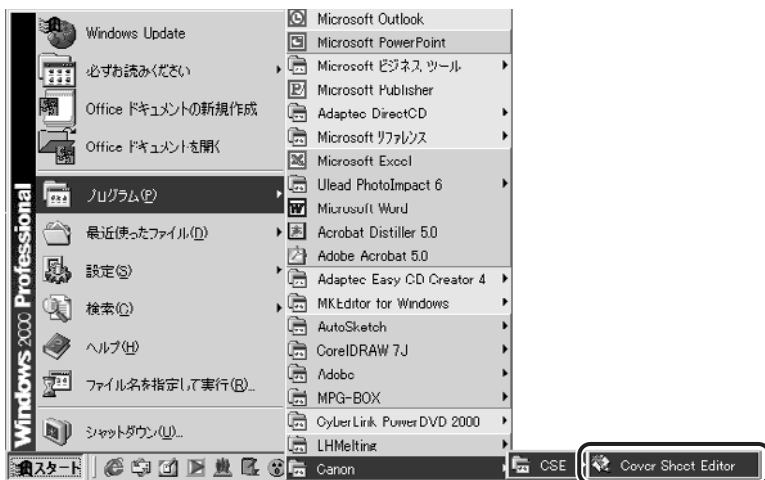 Windows 2000 Professional
Windows Update
必ずお読みください
Office ドキュメントの新規作成
Office ドキュメントを開く
プログラム(P)
最近使ったファイル(D)
設定(S)
検索(C)
ヘルプ(H)
ファイル名を指定して実行(R)...
シャットダウン(U)...
スタート
Microsoft Outlook
Microsoft PowerPoint
Microsoft ビジネス ツール
Microsoft Publisher
Adaptec DirectCD
Microsoft リファレンス
Microsoft Excel
Ulead PhotoImpact 6
Microsoft Word
Acrobat Distiller 5.0
Adobe Acrobat 5.0
Adaptec Easy CD Creator 4
MKEditor for Windows
AutoSketch
CorelDRAW 7J
Adobe
MPG-BOX
CyberLink PowerDVD 2000
LHMelting
Canon
CSE
Cover Sheet Editor